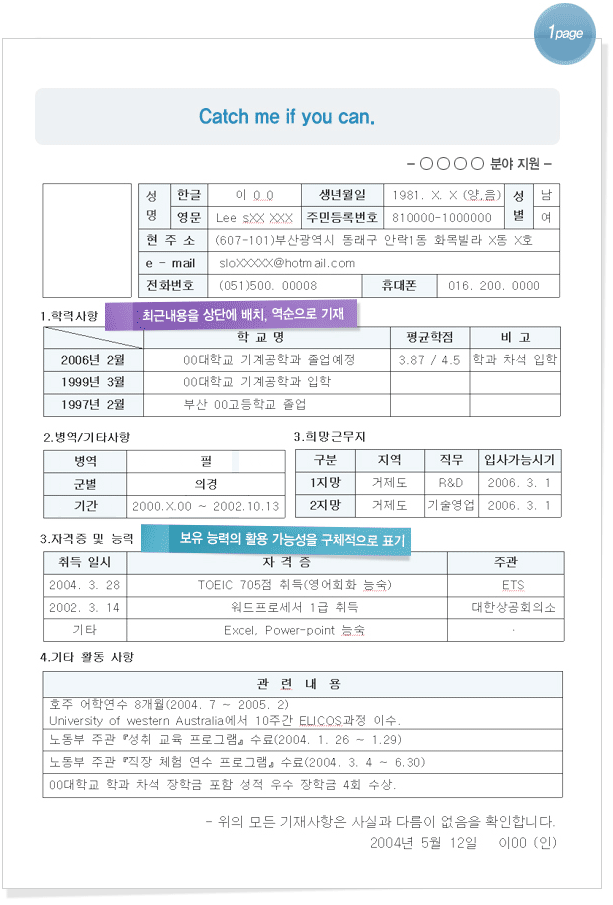 1page
Catch me if you can.
- ○○○○ 분야 지원 -
성명 한글 이 0 0 생년월일 1981. X. X (양,음) 성별 남
영문 Lee sXX XXX 주민등록번호 810000-1000000 여
현 주 소 (607-101)부산광역시 동래구 안락1동 화목빌라 X동 X호
e - mail sloXXXXX@hotmail.com
전화번호 (051)500. 00008 휴대폰 016. 200. 0000
1.학력사항 최근내용을 상단에 배치, 역순으로 기재
학 교 명 평균학점 비 고
2006년 2월 00대학교 기계공학과 졸업예정 3.87 / 4.5 학과 차석 입학
1999년 3월 00대학교 기계공학과 입학
1997년 2월 부산 00고등학교 졸업
2.병역/기타사항
병역 필
군별 의경
기간 2000.X.00 ~ 2002.10.13
3.희망근무지
구분 지역 직무 입사가능시기
1지망 거제도 R&D 2006. 3. 1
2지망 거제도 기술영업 2006. 3. 1
3.자격증 및 능력 보유 능력의 활용 가능성을 구체적으로 표기
취득 일시 자 격 증 주관
2004. 3. 28 TOEIC 705점 취득(영어회화 능숙) ETS
2002. 3. 14 워드프로세서 1급 취득 대한상공회의소
기타 Excel, Power-point 능숙 .
4.기타 활동 사항
관 련 내 용
호주 어학연수 8개월(2004. 7 ~ 2005. 2)
University of western Australia에서 10주간 ELICOS과정 이수.
노동부 주관 『성취 교육 프로그램』 수료(2004. 1. 26 ~ 1.29)
노동부 주관 『직장 체험 연수 프로그램』 수료(2004. 3. 4 ~ 6.30)
00대학교 학과 차석 장학금 포함 성적 우수 장학금 4회 수상.
- 위의 모든 기재사항은 사실과 다름이 없음을 확인합니다.
2004년 5월 12일 이00 (인)